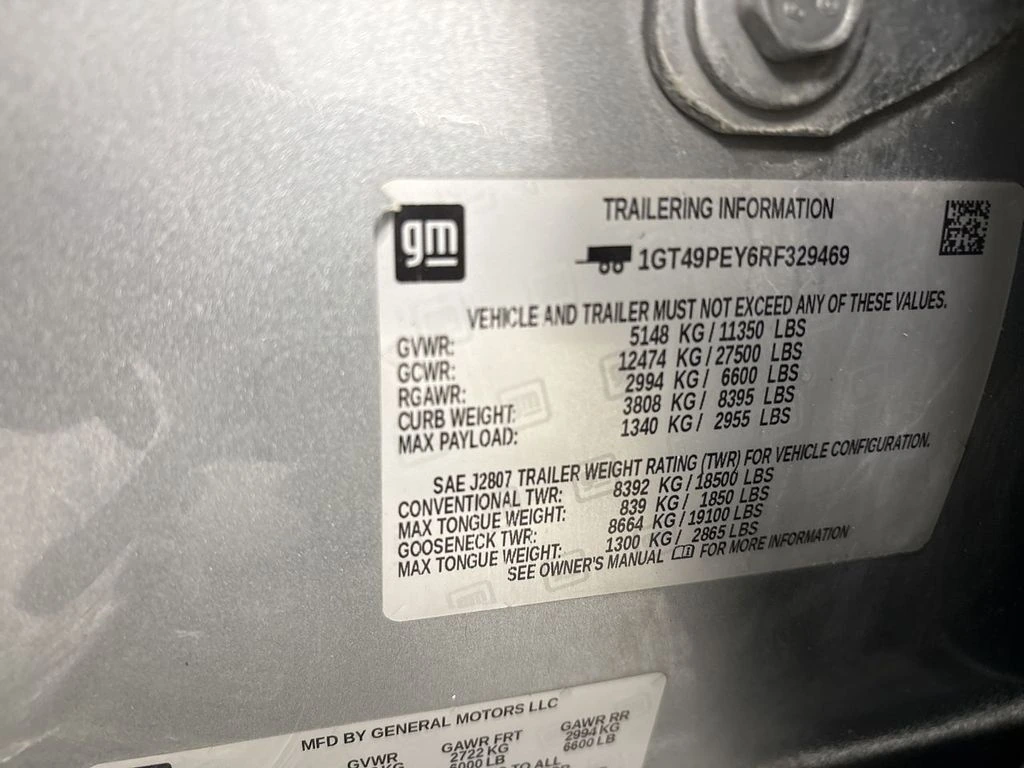 gm
TRAILERING INFORMATION
1GT49PEY6RF329469
VEHICLE AND TRAILER MUST NOT EXCEED ANY OF THESE VALUES.
GVWR: 5148 KG/11350 LBS
GCWR: 12474 KG/27500 LBS
RGAWR: 2994 KG/ 6600 LBS
CURB WEIGHT: 3808 KG/ 8395 LBS
MAX PAYLOAD: 1340 KG/ 2955 LBS
SAE J2807 TRAILER WEIGHT RATING (TWR) FOR VEHICLE CONFIGURATION.
CONVENTIONAL TWR: 8392 KG/18500 LBS
MAX TONGUE WEIGHT: 839 KG/ 1850 LBS
GOOSENECK TWR: 8664 KG/19100 LBS
MAX TONGUE WEIGHT: 1300 KG/ 2865 LBS
SEE OWNER'S MANUAL FOR MORE INFORMATION
MFD BY GENERAL MOTORS LLC
GVWR GAWR FRT GAWR RR
KG 2722 KG 2994 KG
6000 LB 6600 LB
TO ALL